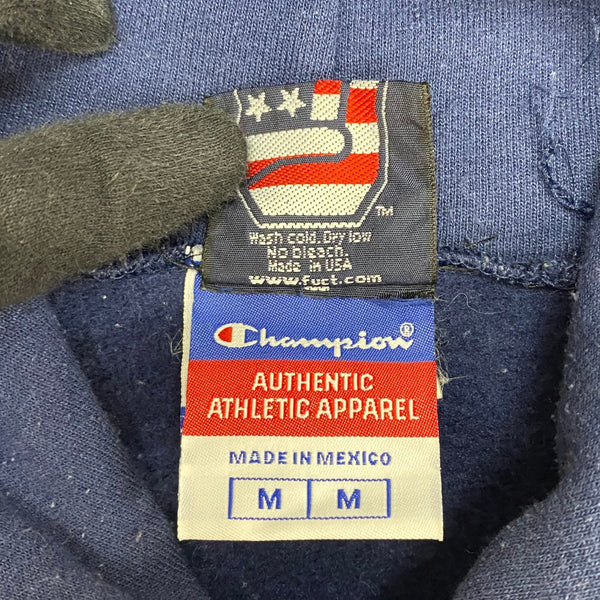 TM
Wash cold. Dry low
No bleach.
Made in USA
www.fuct.com
Champion®
AUTHENTIC
ATHLETIC APPAREL
MADE IN MEXICO
M M